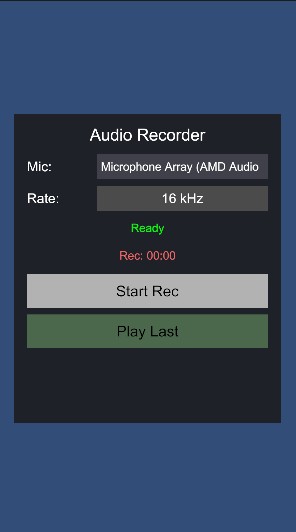 Audio Recorder
Mic: Microphone Array (AMD Audio
Rate: 16 kHz
Ready
Rec: 00:00
Start Rec
Play Last